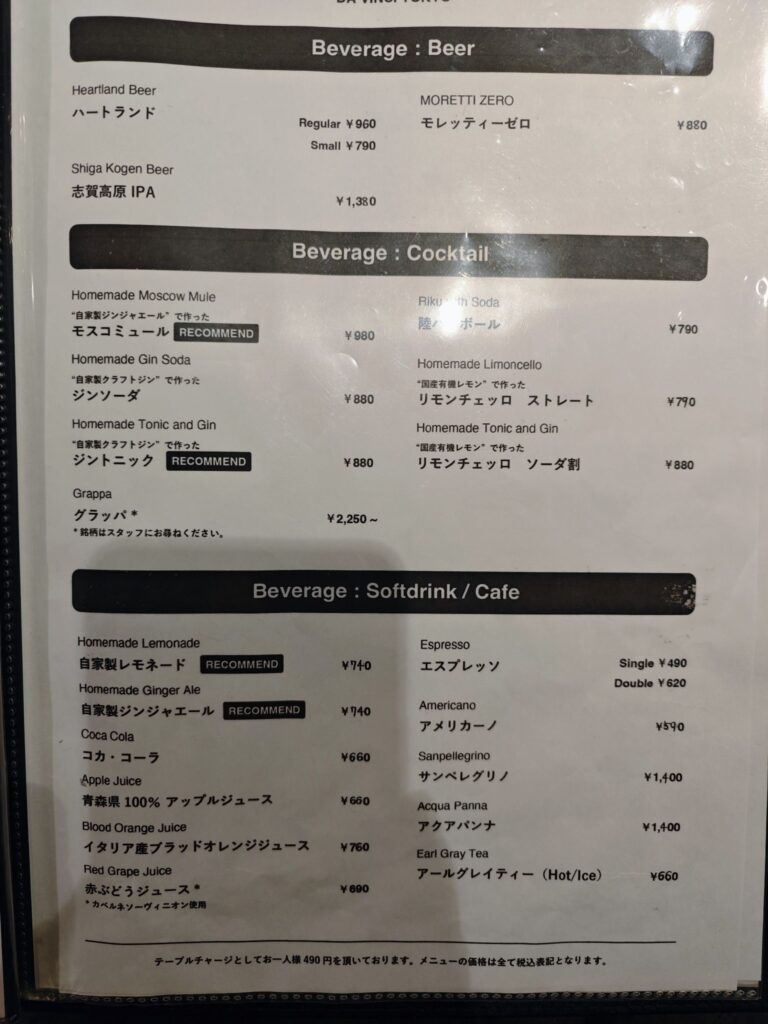 Beverage : Beer
Heartland Beer
ハートランド
Regular ￥960
Small ￥790
Shiga Kogen Beer
志賀高原 IPA
￥1,380
MORETTI ZERO
モレッティーゼロ
￥880
Beverage : Cocktail
Homemade Moscow Mule
“自家製ジンジャエール” で作った
モスコミュール RECOMMEND ￥980
Homemade Gin Soda
“自家製クラフトジン” で作った
ジンソーダ ￥880
Homemade Tonic and Gin
“自家製クラフトジン” で作った
ジントニック RECOMMEND ￥880
Grappa
グラッパ * ￥2,250 ~
* 銘柄はスタッフにお尋ねください。
Soda
陸 ボール ￥790
Homemade Limoncello
“国産有機レモン” で作った
リモンチェッロ ストレート ￥790
Homemade Tonic and Gin
“国産有機レモン” で作った
リモンチェッロ ソーダ割 ￥880
Beverage : Softdrink / Cafe
Homemade Lemonade
自家製レモネード RECOMMEND ￥740
Homemade Ginger Ale
自家製ジンジャエール RECOMMEND ￥740
Coca Cola
コカ・コーラ ￥660
Apple Juice
青森県 100% アップルジュース ￥660
Blood Orange Juice
イタリア産ブラッドオレンジジュース ￥760
Red Grape Juice
赤ぶどうジュース * ￥690
* カベルネソーヴィニオン使用
Espresso
エスプレッソ Single ￥490
Double ￥620
Americano
アメリカーノ ￥590
Sanpellegrino
サンペレグリノ ￥1,400
Acqua Panna
アクアパンナ ￥1,400
Earl Gray Tea
アールグレイティー（Hot/Ice） ￥660
テーブルチャージとしてお一人様 490 円を頂いております。メニューの価格は全て税込表記となります。